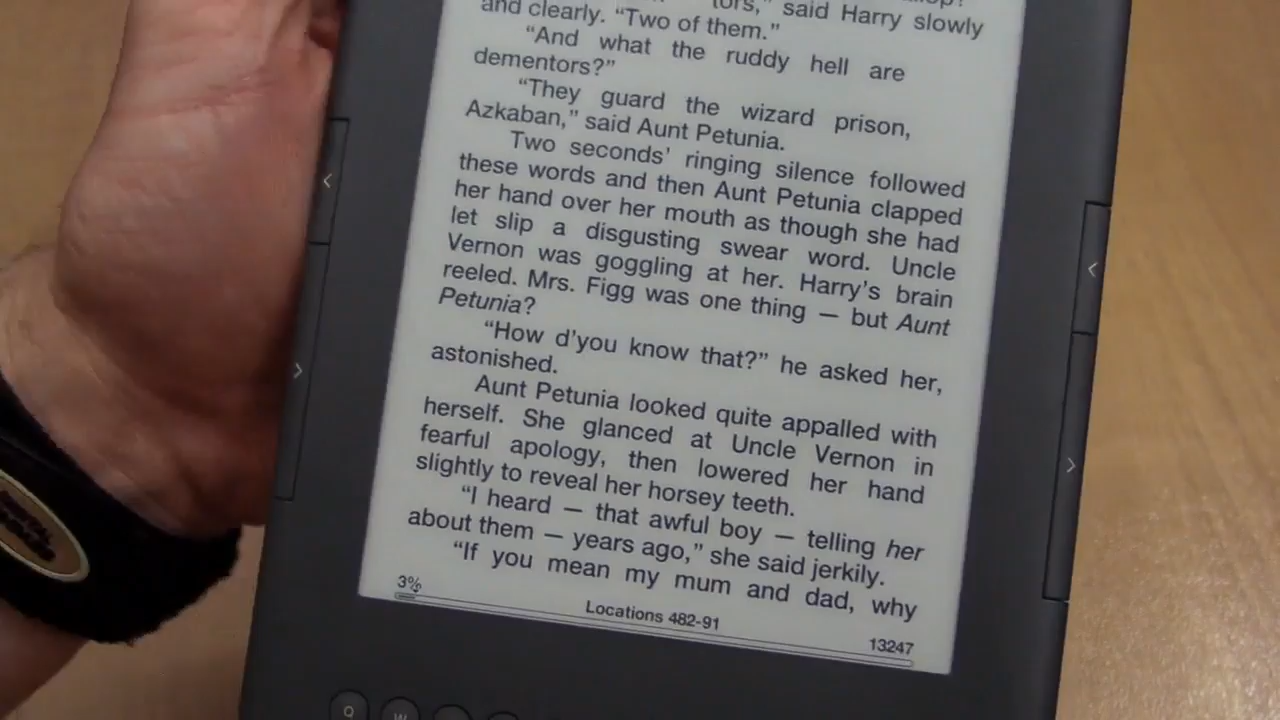 tors," said Harry slowly
and clearly. “Two of them.”
“And what the ruddy hell are
dementors?”
“They guard the wizard prison,
Azkaban,” said Aunt Petunia.
Two seconds’ ringing silence followed
these words and then Aunt Petunia clapped
her hand over her mouth as though she had
let slip a disgusting swear word. Uncle
Vernon was goggling at her. Harry’s brain
reeled. Mrs. Figg was one thing — but Aunt
Petunia?
“How d’you know that?” he asked her,
astonished.
Aunt Petunia looked quite appalled with
herself. She glanced at Uncle Vernon in
fearful apology, then lowered her hand
slightly to reveal her horsey teeth.
“I heard — that awful boy — telling her
about them — years ago,” she said jerkily.
“If you mean my mum and dad, why
3%
Locations 482-91
13247
Q W